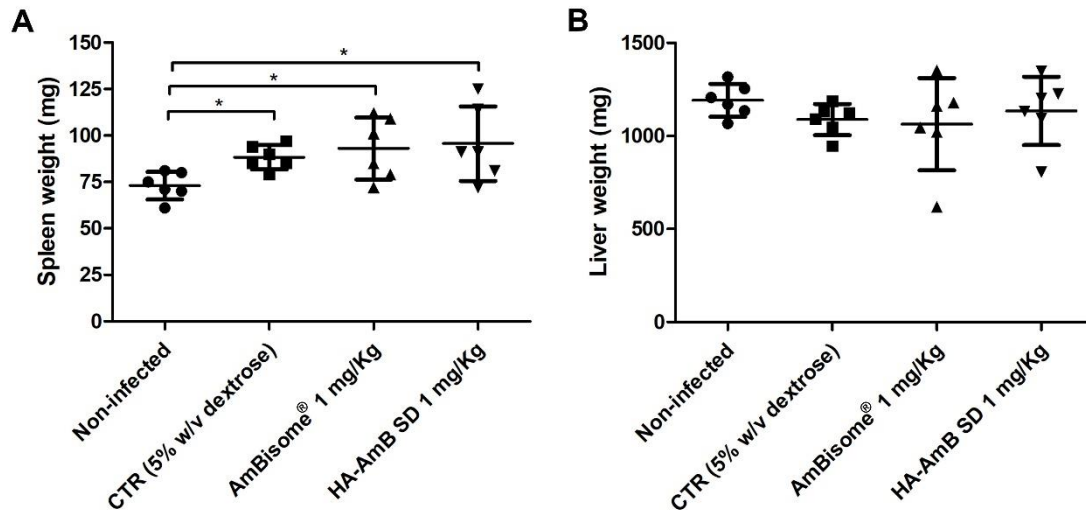 A
Spleen weight (mg)
150
125
100
75
50
25
0
*
*
*
Non-infected
CTR (5% w/v dextrose)
AmBisome® 1 mg/Kg
HA-AmB SD 1 mg/Kg
B
Liver weight (mg)
1500
1000
500
0
Non-infected
CTR (5% w/v dextrose)
AmBisome® 1 mg/Kg
HA-AmB SD 1 mg/Kg